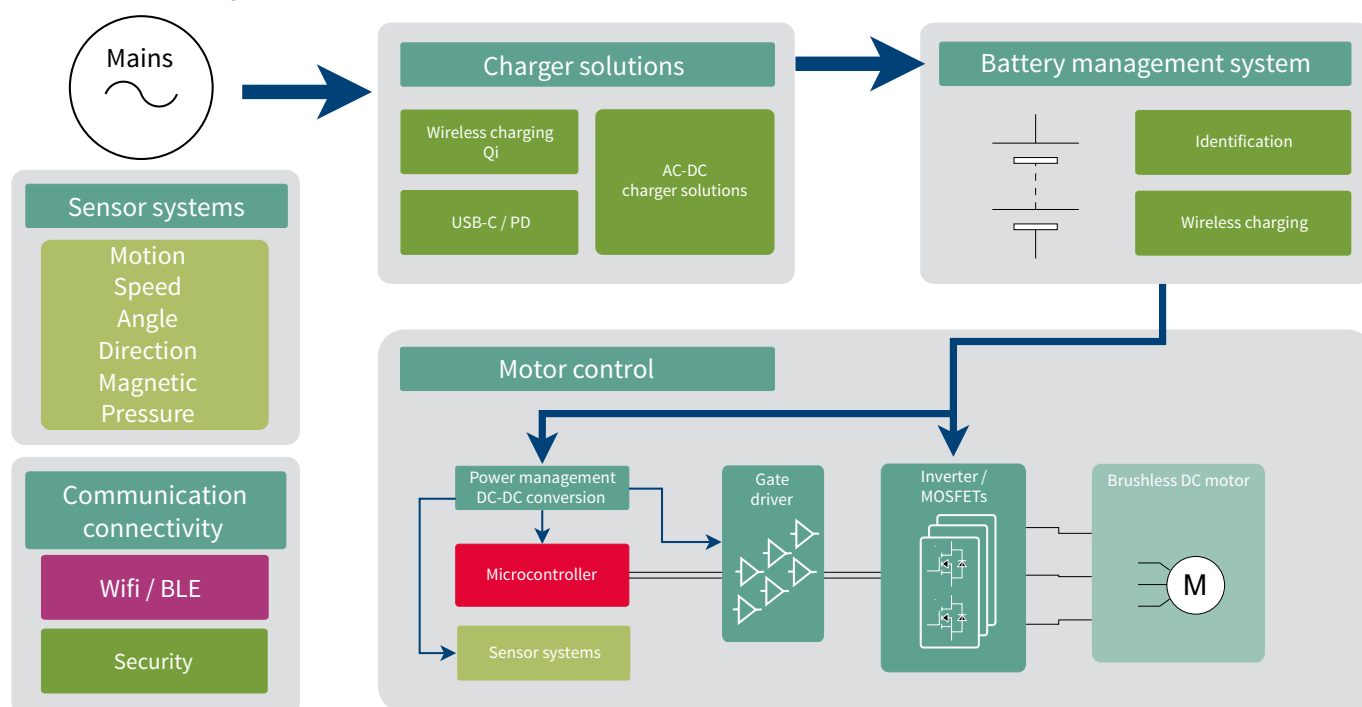 Mains
Charger solutions
Wireless charging
Qi
USB-C / PD
AC-DC
charger solutions
Battery management system
Identification
Wireless charging
Sensor systems
Motion
Speed
Angle
Direction
Magnetic
Pressure
Communication
connectivity
Wifi / BLE
Security
Motor control
Power management
DC-DC conversion
Microcontroller
Sensor systems
Gate
driver
Inverter /
MOSFETs
Brushless DC motor
M